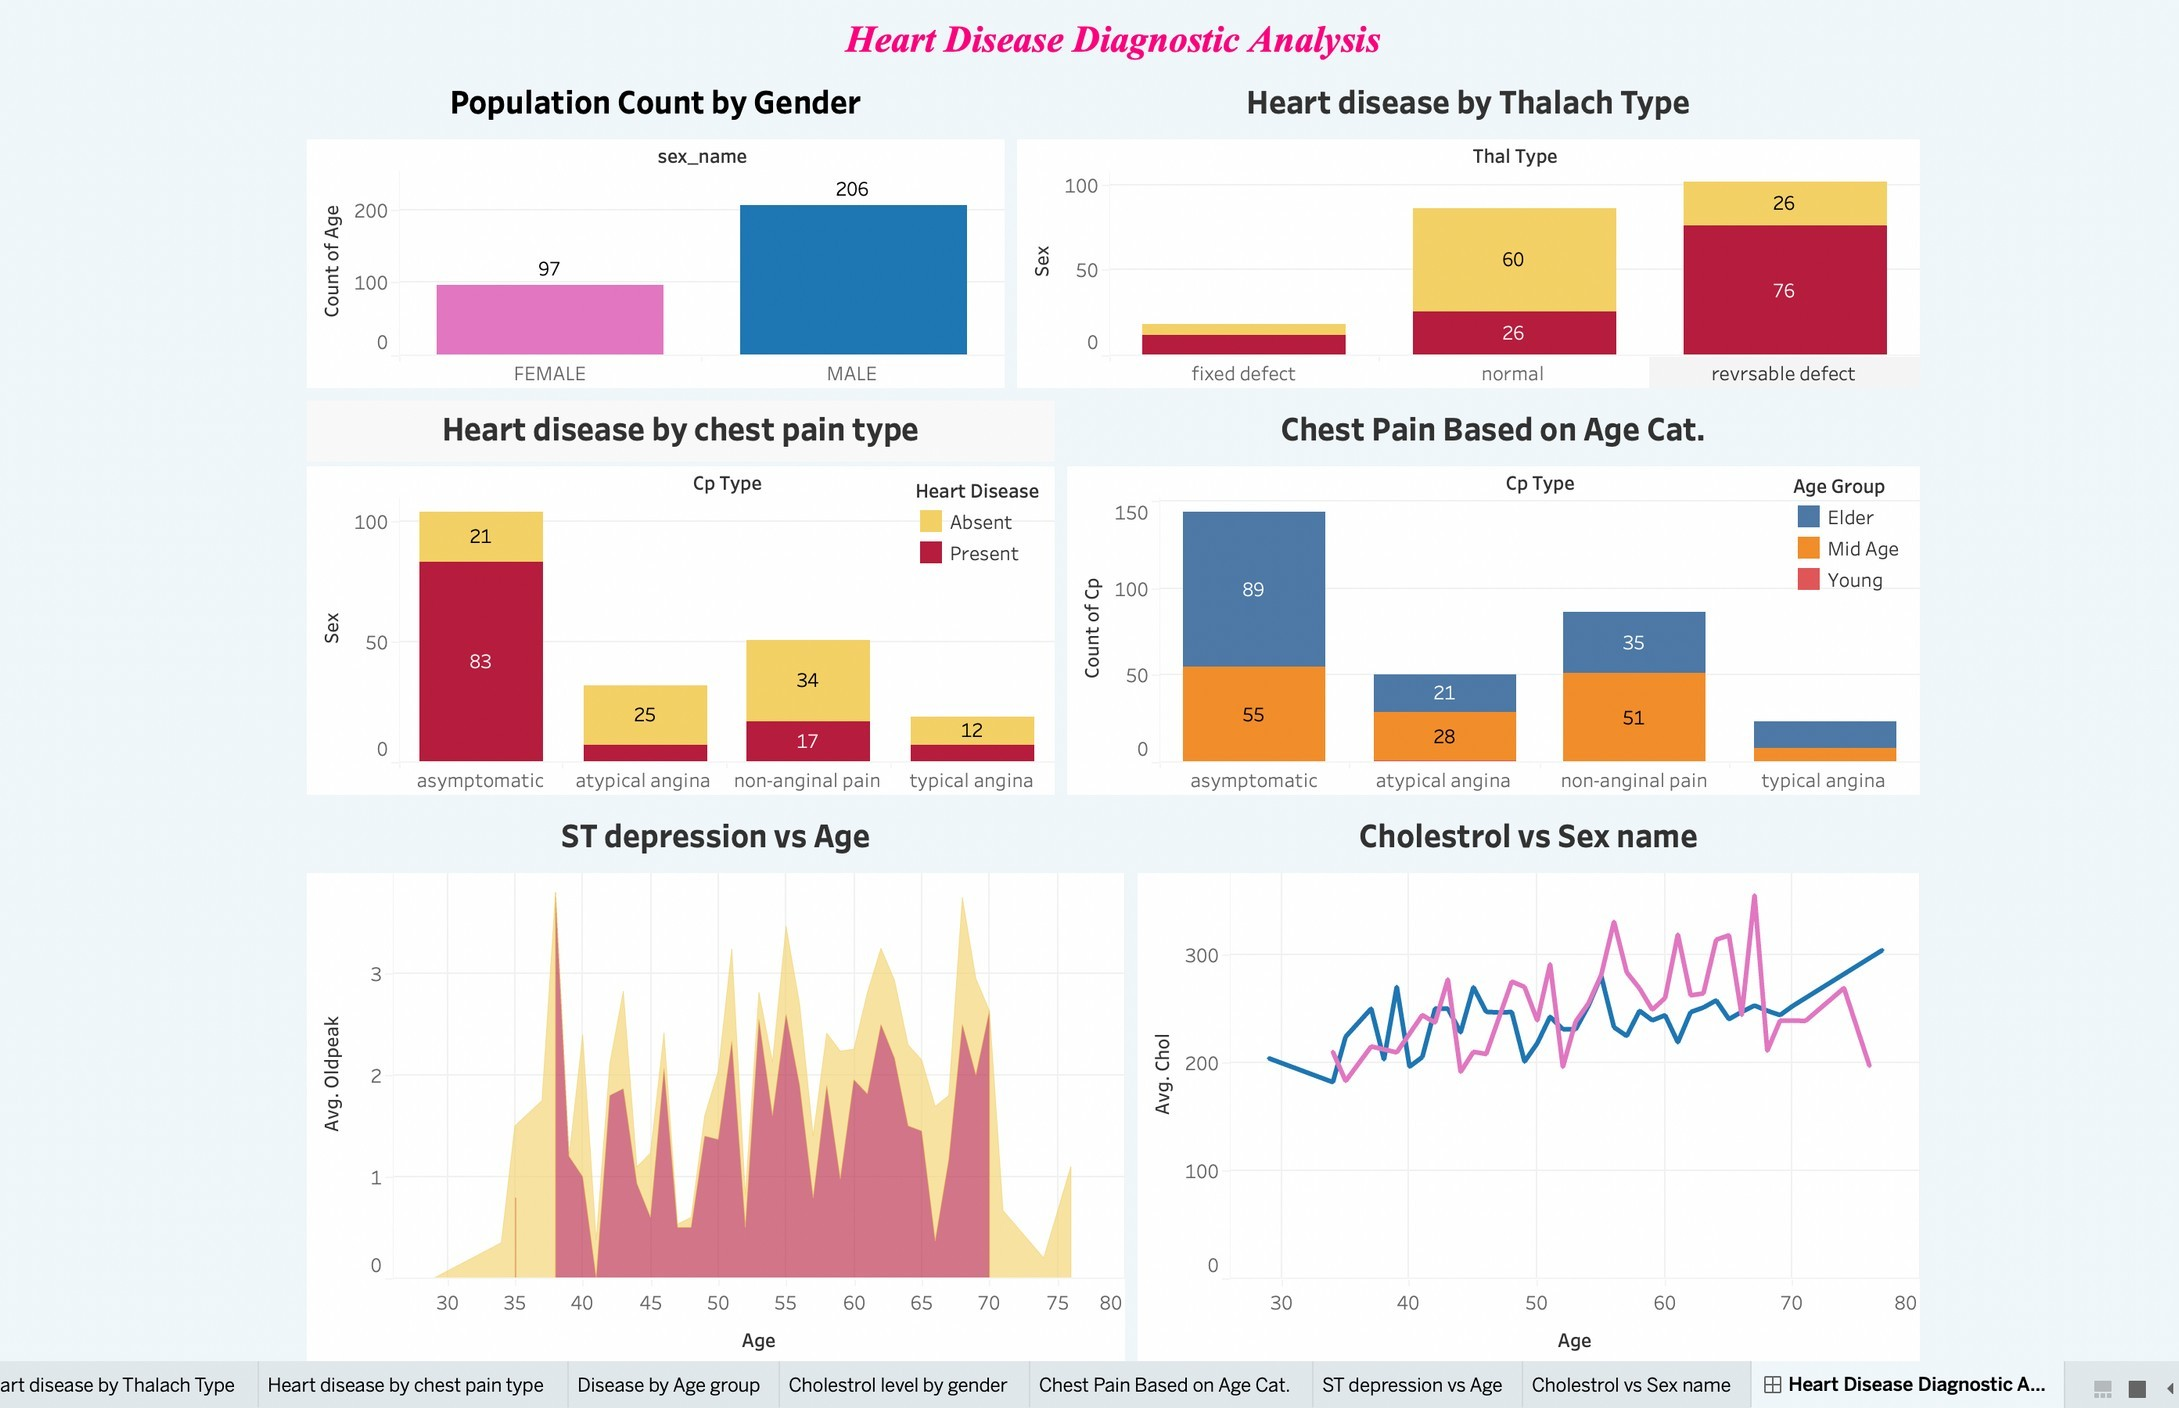 Heart Disease Diagnostic Analysis
Population Count by Gender
sex_name
Count of Age
200
100
0
97
206
FEMALE
MALE
Heart disease by Thalach Type
Thal Type
Sex
100
50
0
60
26
26
76
fixed defect
normal
revrsable defect
Heart disease by chest pain type
Cp Type
Heart Disease
Absent
Present
Sex
100
50
0
21
83
25
34
17
12
asymptomatic
atypical angina
non-anginal pain
typical angina
Chest Pain Based on Age Cat.
Cp Type
Age Group
Elder
Mid Age
Young
Count of Cp
150
100
50
0
89
55
21
28
35
51
asymptomatic
atypical angina
non-anginal pain
typical angina
ST depression vs Age
Avg. Oldpeak
3
2
1
0
30 35 40 45 50 55 60 65 70 75 80
Age
Cholestrol vs Sex name
Avg. Chol
300
200
100
0
30 40 50 60 70 80
Age
art disease by Thalach Type
Heart disease by chest pain type
Disease by Age group
Cholestrol level by gender
Chest Pain Based on Age Cat.
ST depression vs Age
Cholestrol vs Sex name
Heart Disease Diagnostic A...